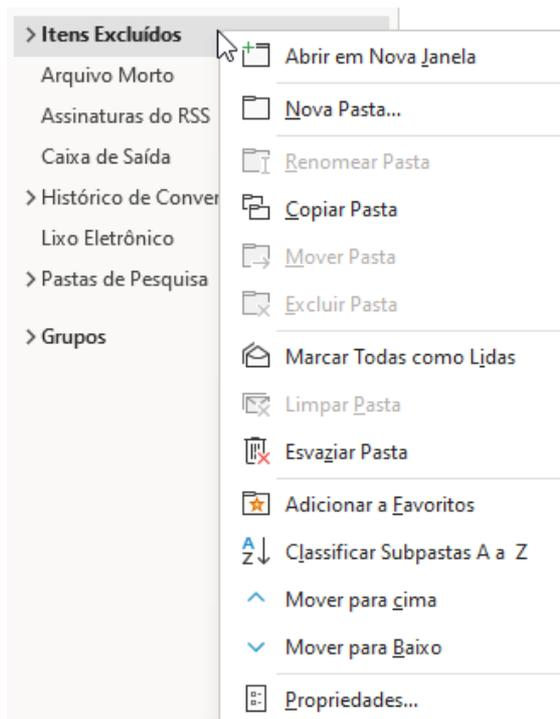 Itens Excluídos
Arquivo Morto
Assinaturas do RSS
Caixa de Saída
Histórico de Conver
Lixo Eletrônico
Pastas de Pesquisa
Grupos
Abrir em Nova Janela
Nova Pasta...
Renomear Pasta
Copiar Pasta
Mover Pasta
Excluir Pasta
Marcar Todas como Lidas
Limpar Pasta
Esvaziar Pasta
Adicionar a Favoritos
Classificar Subpastas A a Z
Mover para cima
Mover para Baixo
Propriedades...